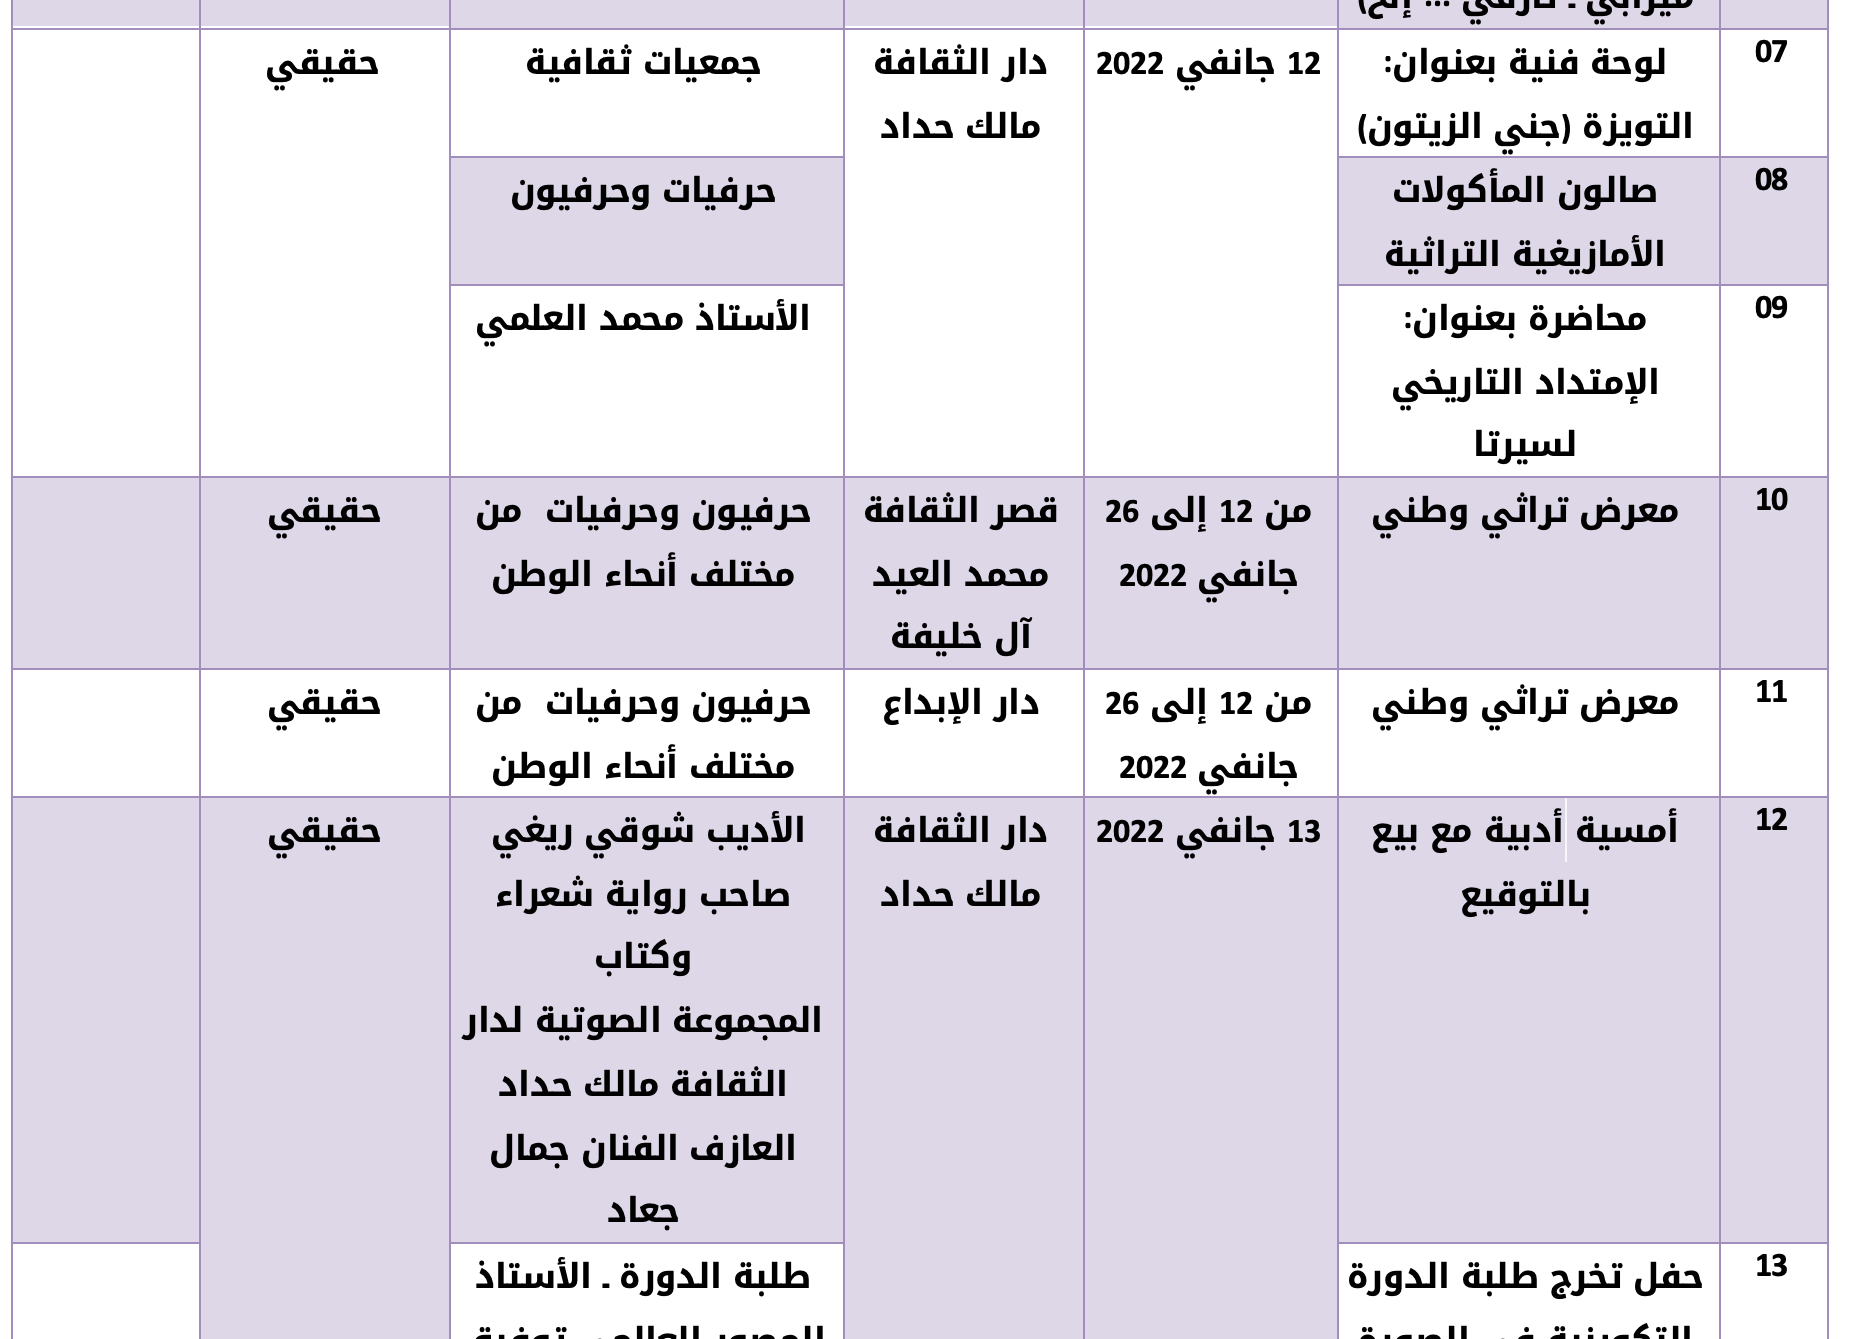 07
لوحة فنية بعنوان:
التويزة (جني الزيتون)
12 جانفي 2022
دار الثقافة
مالك حداد
جمعيات ثقافية
حقيقي
08
صالون المأكولات
الأمازيغية التراثية
حرفيات وحرفيون
09
محاضرة بعنوان:
الإمتداد التاريخي
لسيرتا
الأستاذ محمد العلمي
10
معرض تراثي وطني
من 12 إلى 26
جانفي 2022
قصر الثقافة
محمد العيد
آل خليفة
حرفيون وحرفيات من
مختلف أنحاء الوطن
حقيقي
11
معرض تراثي وطني
من 12 إلى 26
جانفي 2022
دار الإبداع
حرفيون وحرفيات من
مختلف أنحاء الوطن
حقيقي
12
أمسية أدبية مع بيع
بالتوقيع
13 جانفي 2022
دار الثقافة
مالك حداد
الأديب شوقي ريغي
صاحب رواية شعراء
وكتاب
المجموعة الصوتية لدار
الثقافة مالك حداد
العازف الفنان جمال
جعاد
حقيقي
13
حفل تخرج طلبة الدورة
طلبة الدورة ـ الأستاذ